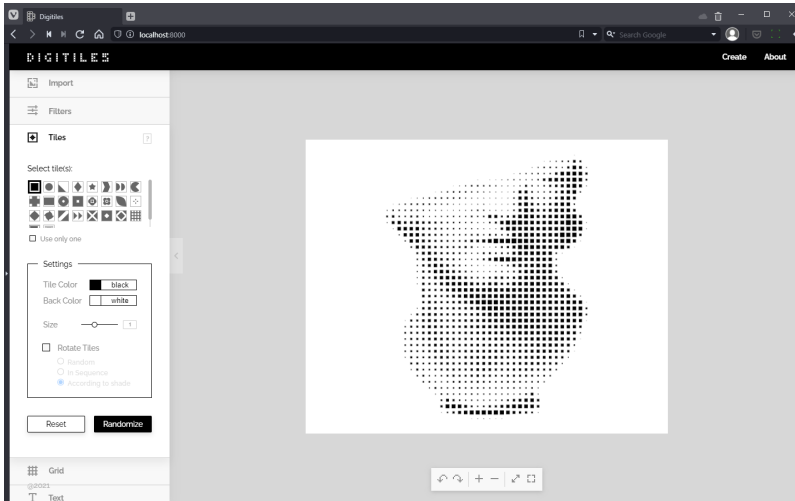 Digitiles
localhost:8000
Search Google
DIGITILES
Create About
Import
Filters
Tiles
?
Select tile(s):
Use only one
Settings
Tile Color black
Back Color white
Size 1
Rotate Tiles
Random
In Sequence
According to shade
Reset Randomize
Grid
@2021
Text